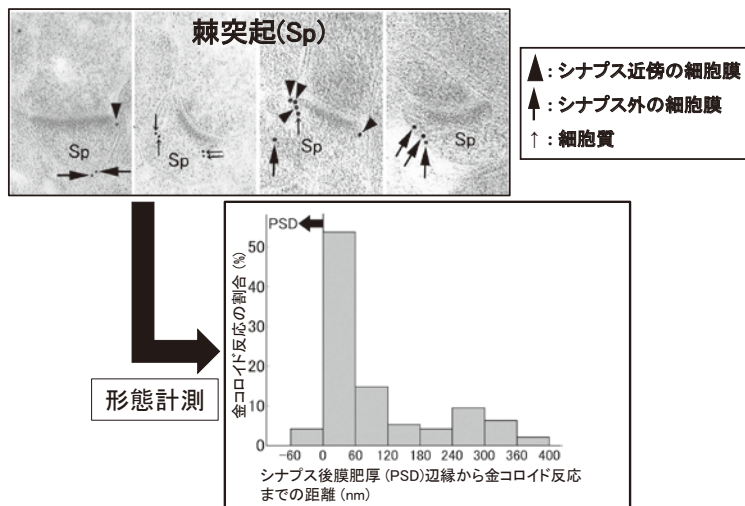 棘突起(Sp)
Sp
Sp
Sp
Sp
▲ : シナプス近傍の細胞膜
↑ : シナプス外の細胞膜
↑ : 細胞質
形態計測
PSD
金コロイド反応の割合 (%)
50
40
30
20
10
0
-60 0 60 120 180 240 300 360 400
シナプス後膜肥厚 (PSD)辺縁から金コロイド反応
までの距離 (nm)